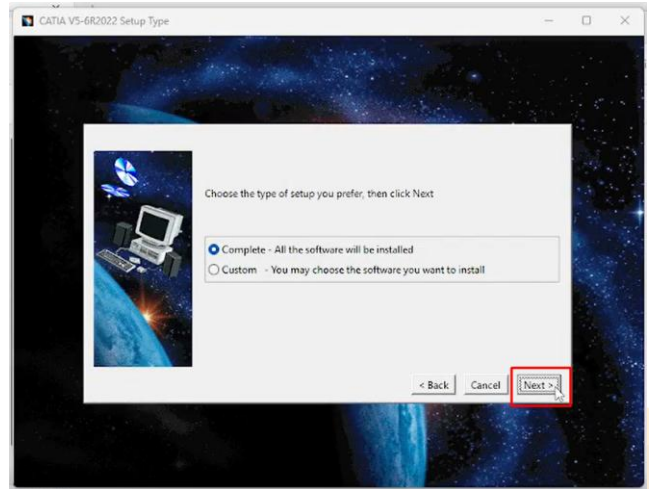 CATIA V5-6R2022 Setup Type
Choose the type of setup you prefer, then click Next
Complete - All the software will be installed
Custom - You may choose the software you want to install
< Back Cancel Next >